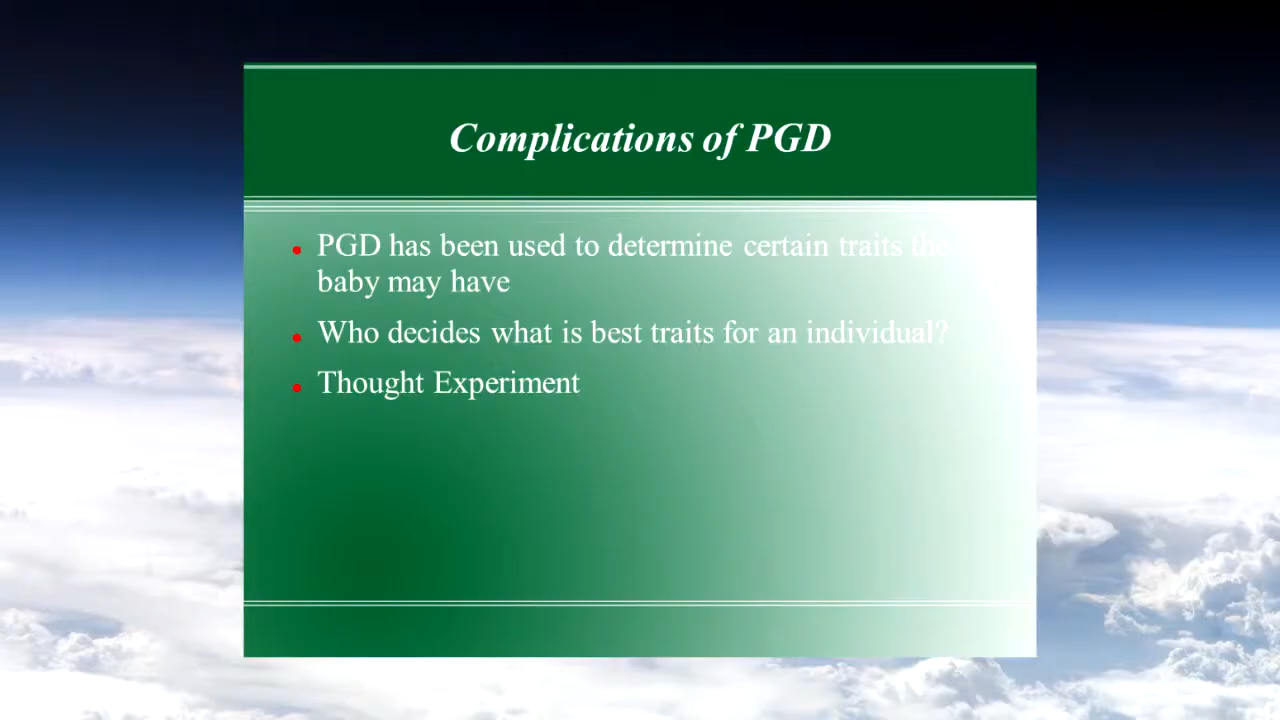 Complications of PGD
PGD has been used to determine certain traits the
baby may have
Who decides what is best traits for an individual?
Thought Experiment